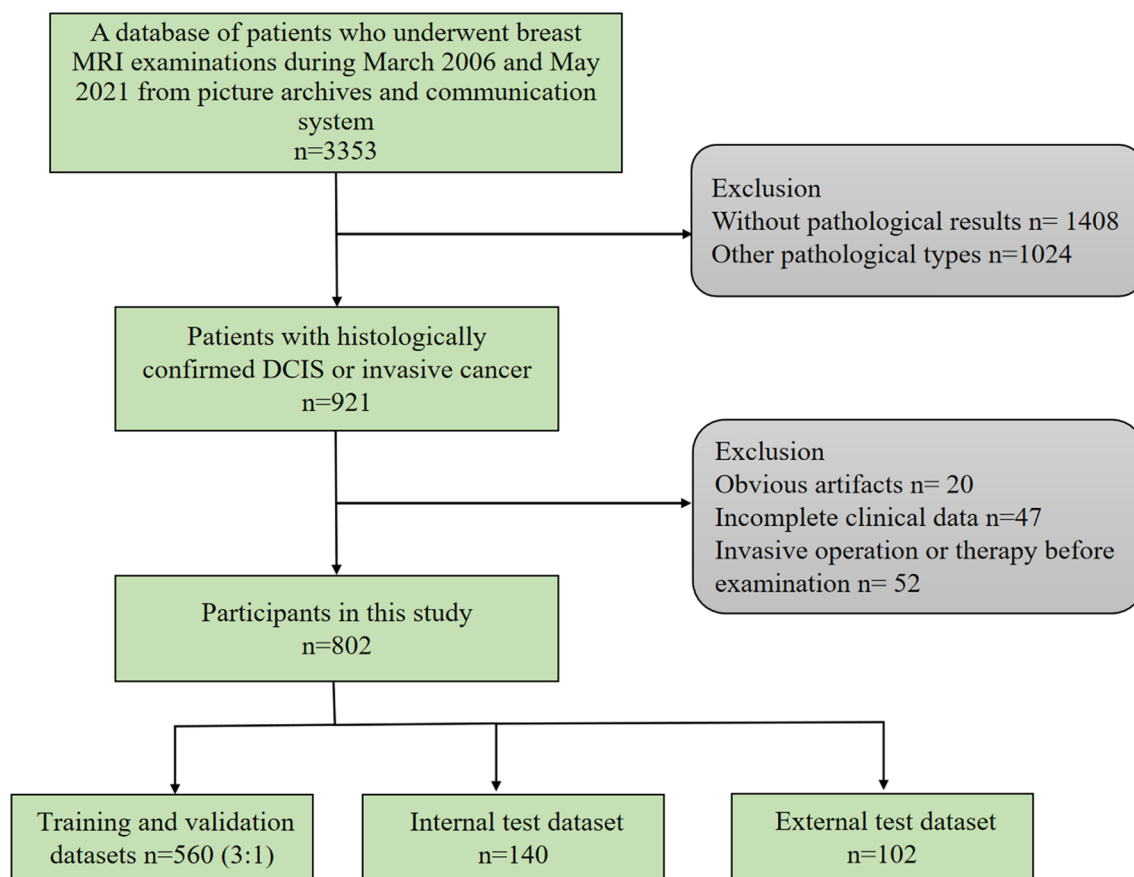 A database of patients who underwent breast
MRI examinations during March 2006 and May
2021 from picture archives and communication
system
n=3353
Exclusion
Without pathological results n= 1408
Other pathological types n=1024
Patients with histologically
confirmed DCIS or invasive cancer
n=921
Exclusion
Obvious artifacts n= 20
Incomplete clinical data n=47
Invasive operation or therapy before
examination n= 52
Participants in this study
n=802
Training and validation
datasets n=560 (3:1)
Internal test dataset
n=140
External test dataset
n=102